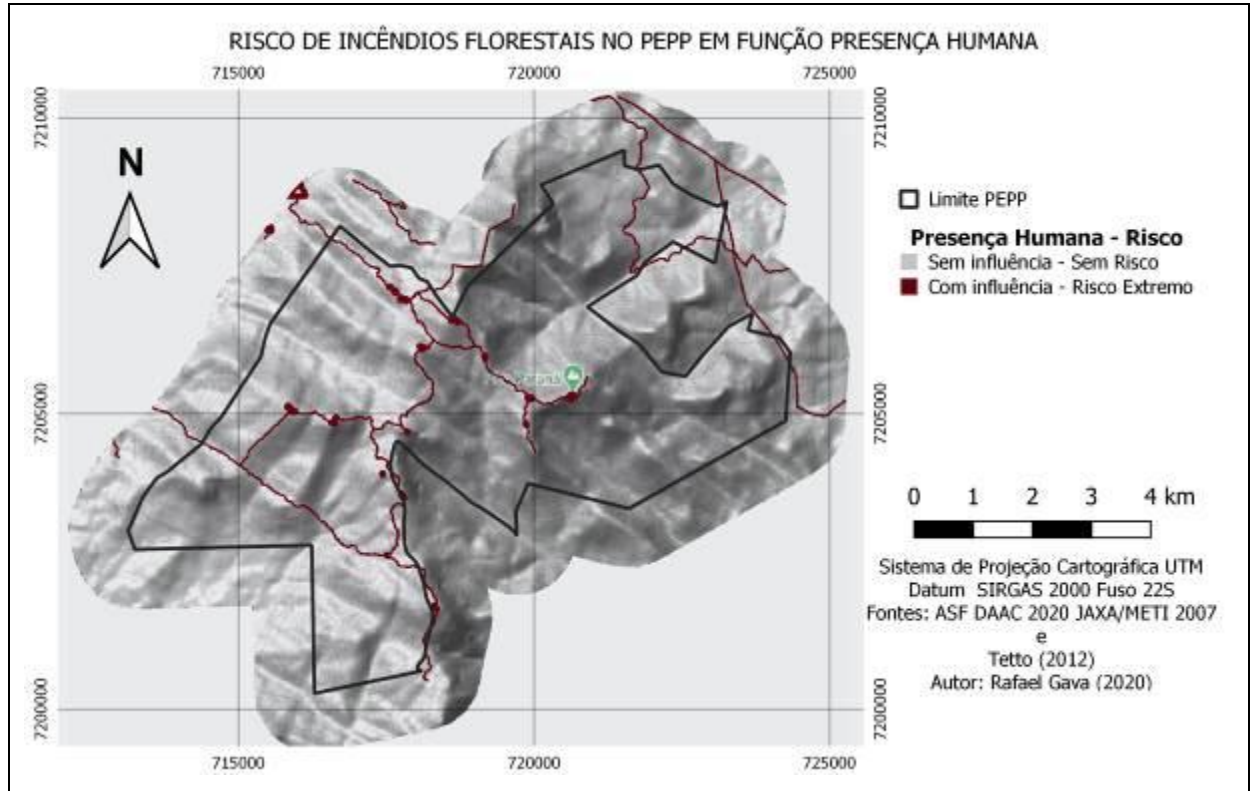 RISCO DE INCÊNDIOS FLORESTAIS NO PEPP EM FUNÇÃO PRESENÇA HUMANA
715000 720000 725000
7210000 7210000
N
Limite PEPP
Presença Humana - Risco
Sem influência - Sem Risco
Com influência - Risco Extremo
Paraná
7205000 7205000
0 1 2 3 4 km
Sistema de Projeção Cartográfica UTM
Datum SIRGAS 2000 Fuso 22S
Fontes: ASF DAAC 2020 JAXA/METI 2007
e
Tetto (2012)
Autor: Rafael Gava (2020)
7200000 7200000
715000 720000 725000